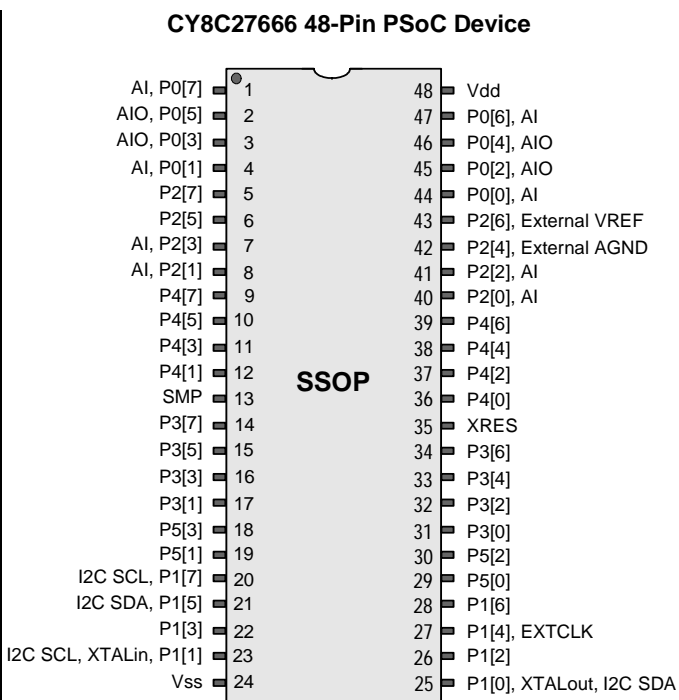 CY8C27666 48-Pin PSoC Device
AI, P0[7] 1 48 Vdd
AIO, P0[5] 2 47 P0[6], AI
AIO, P0[3] 3 46 P0[4], AIO
AI, P0[1] 4 45 P0[2], AIO
P2[7] 5 44 P0[0], AI
P2[5] 6 43 P2[6], External VREF
AI, P2[3] 7 42 P2[4], External AGND
AI, P2[1] 8 41 P2[2], AI
P4[7] 9 40 P2[0], AI
P4[5] 10 39 P4[6]
P4[3] 11 38 P4[4]
P4[1] 12 SSOP 37 P4[2]
SMP 13 36 P4[0]
P3[7] 14 35 XRES
P3[5] 15 34 P3[6]
P3[3] 16 33 P3[4]
P3[1] 17 32 P3[2]
P5[3] 18 31 P3[0]
P5[1] 19 30 P5[2]
I2C SCL, P1[7] 20 29 P5[0]
I2C SDA, P1[5] 21 28 P1[6]
P1[3] 22 27 P1[4], EXTCLK
I2C SCL, XTALin, P1[1] 23 26 P1[2]
Vss 24 25 P1[0], XTALout, I2C SDA